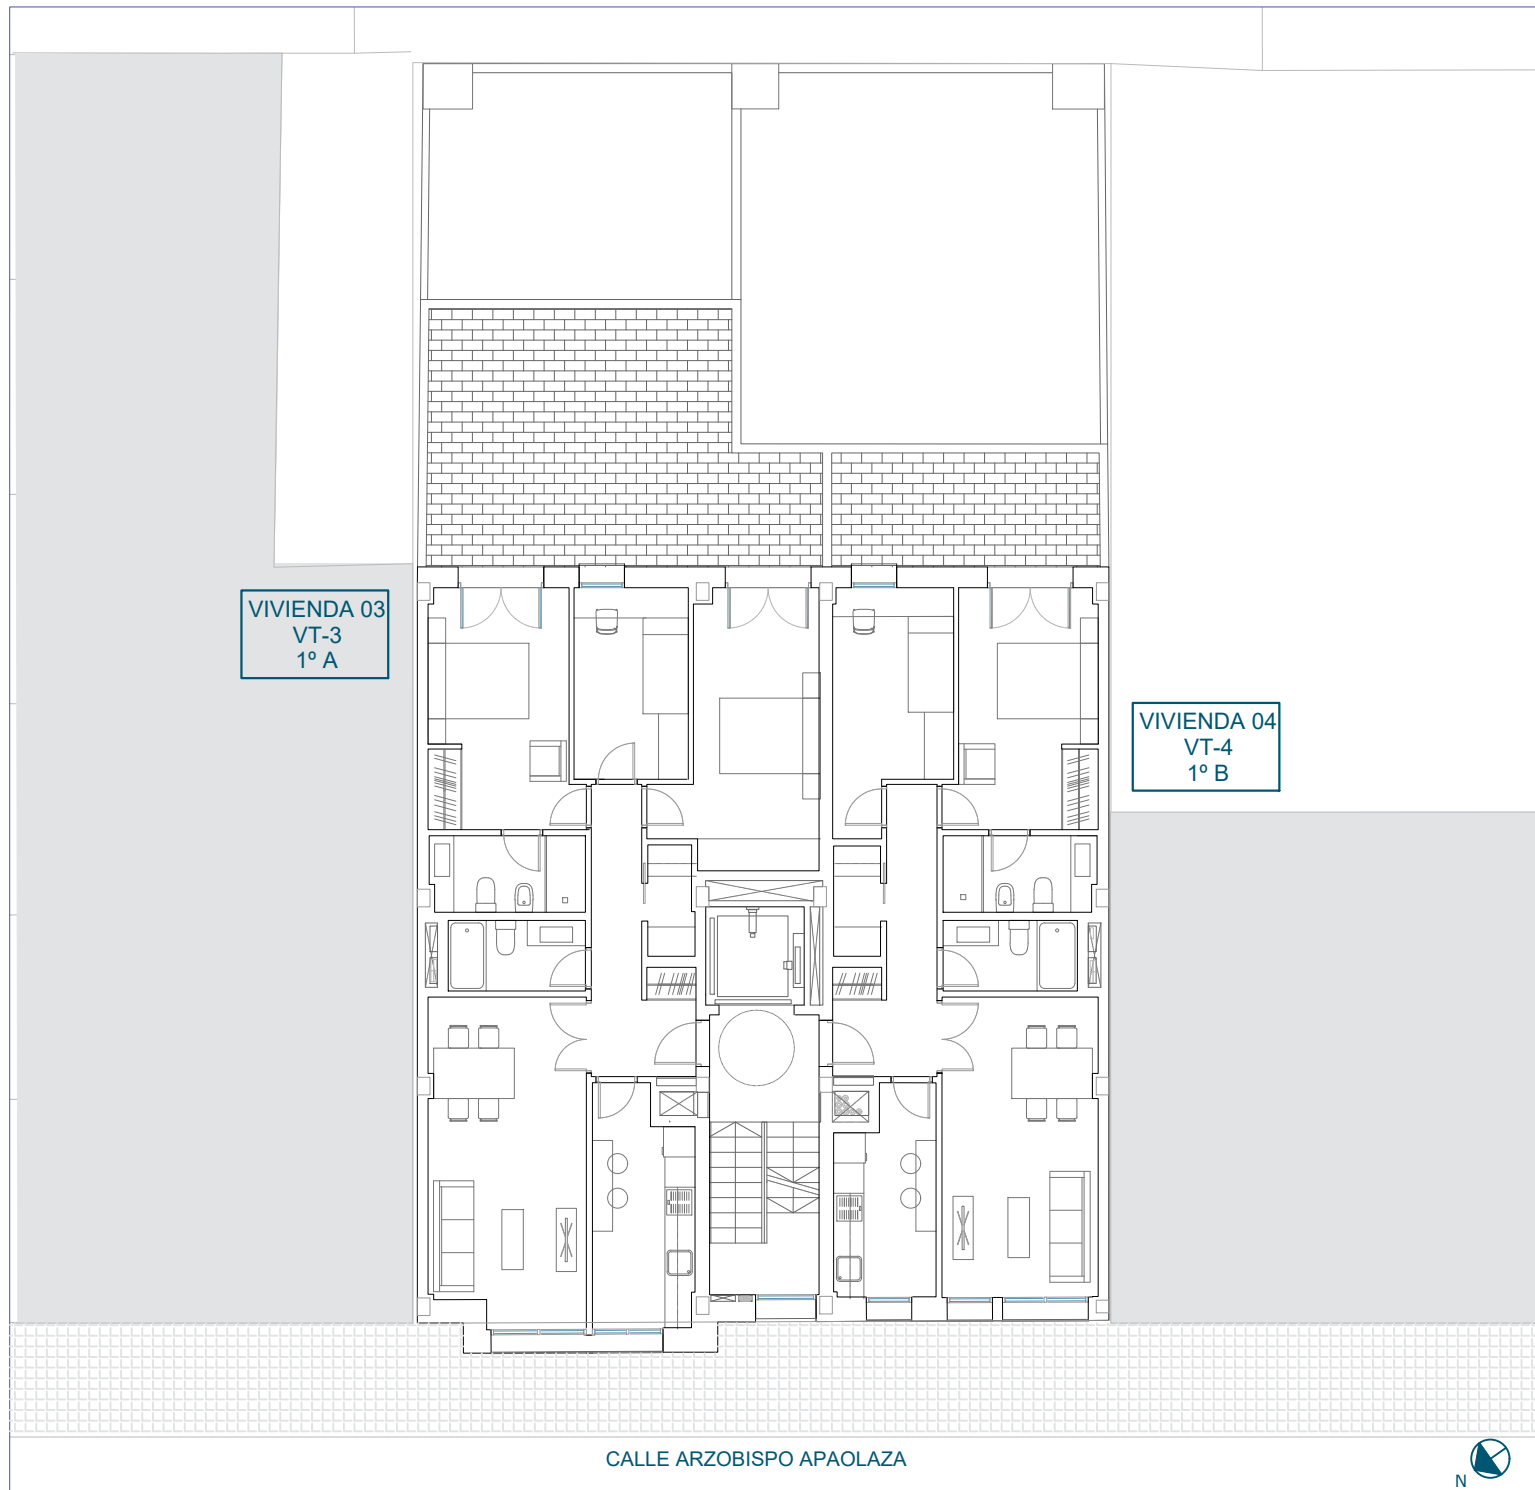 VIVIENDA 03
VT-3
1º A
VIVIENDA 04
VT-4
1º B
CALLE ARZOBISPO APAOLAZA
N